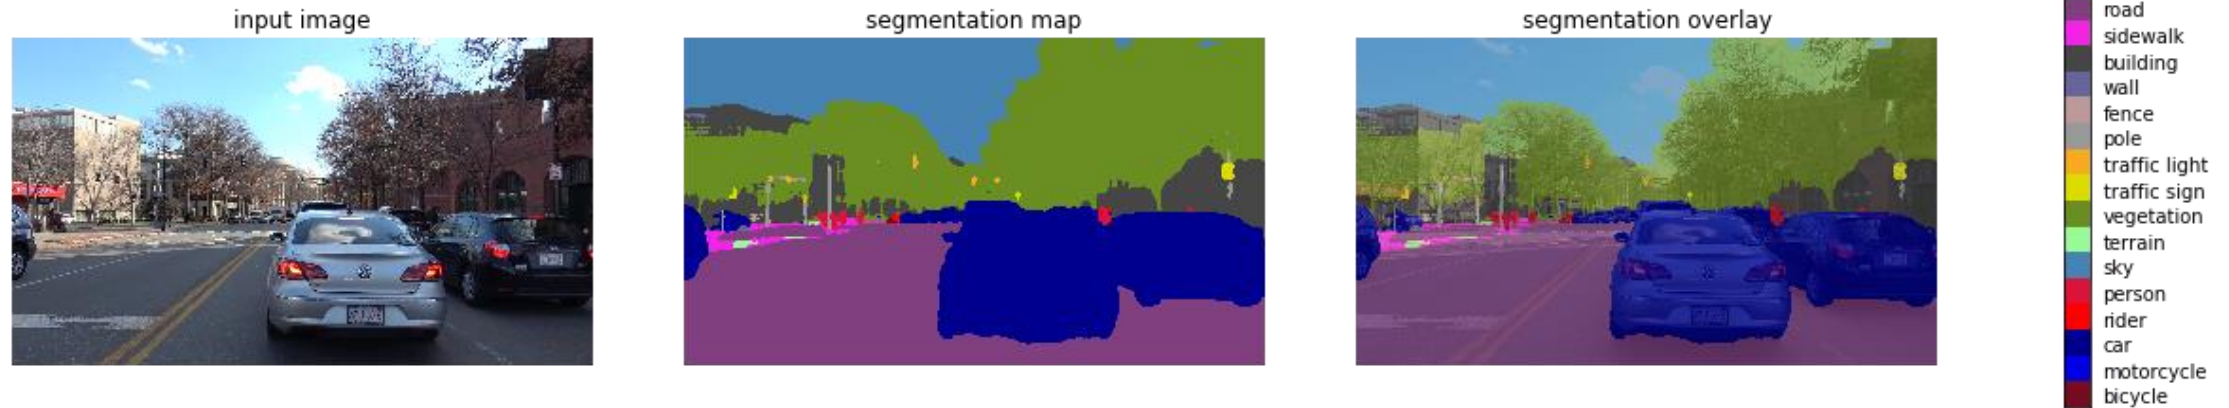 input image
segmentation map
segmentation overlay
road
sidewalk
building
wall
fence
pole
traffic light
traffic sign
vegetation
terrain
sky
person
rider
car
motorcycle
bicycle